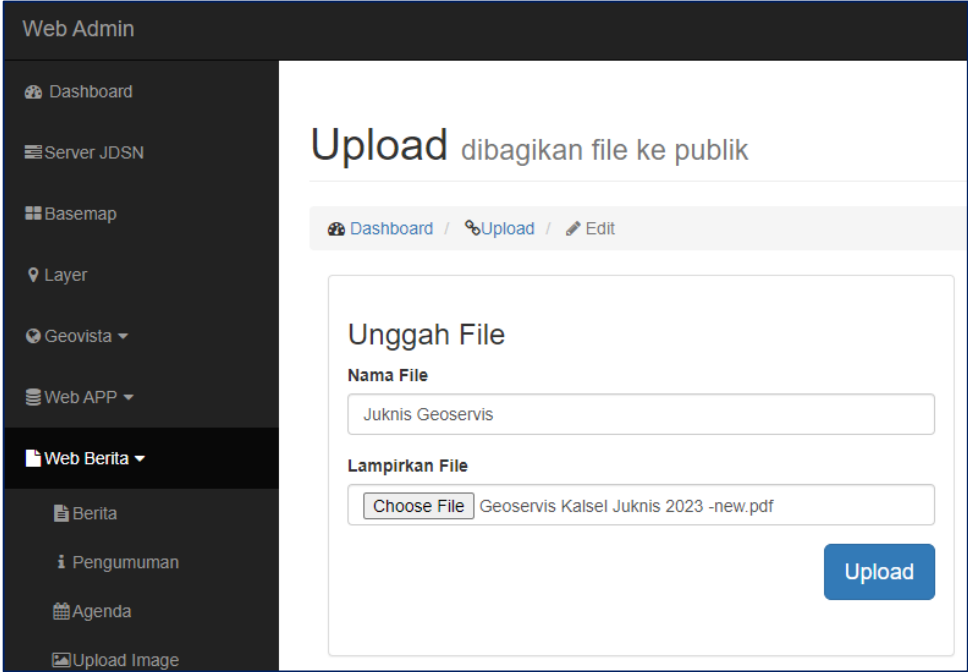 Web Admin
Dashboard
Server JDSN
Basemap
Layer
Geovista
Web APP
Web Berita
Berita
Pengumuman
Agenda
Upload Image
Upload dibagikan file ke publik
Dashboard / Upload / Edit
Unggah File
Nama File
Juknis Geoservis
Lampirkan File
Choose File Geoservis Kalsel Juknis 2023 -new.pdf
Upload